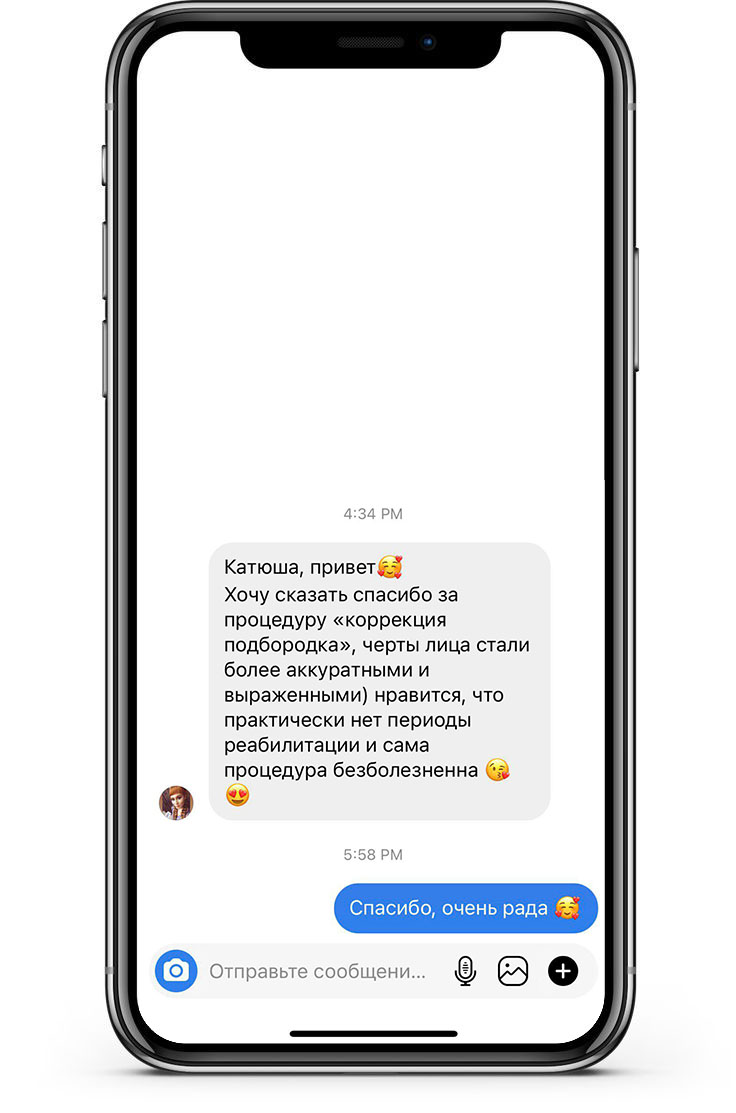 4:34 PM
Катюша, привет🥰
Хочу сказать спасибо за
процедуру «коррекция
подбородка», черты лица стали
более аккуратными и
выраженными) нравится, что
практически нет периоды
реабилитации и сама
процедура безболезненна 😘
😍
5:58 PM
Спасибо, очень рада 🥰
Отправьте сообщени...